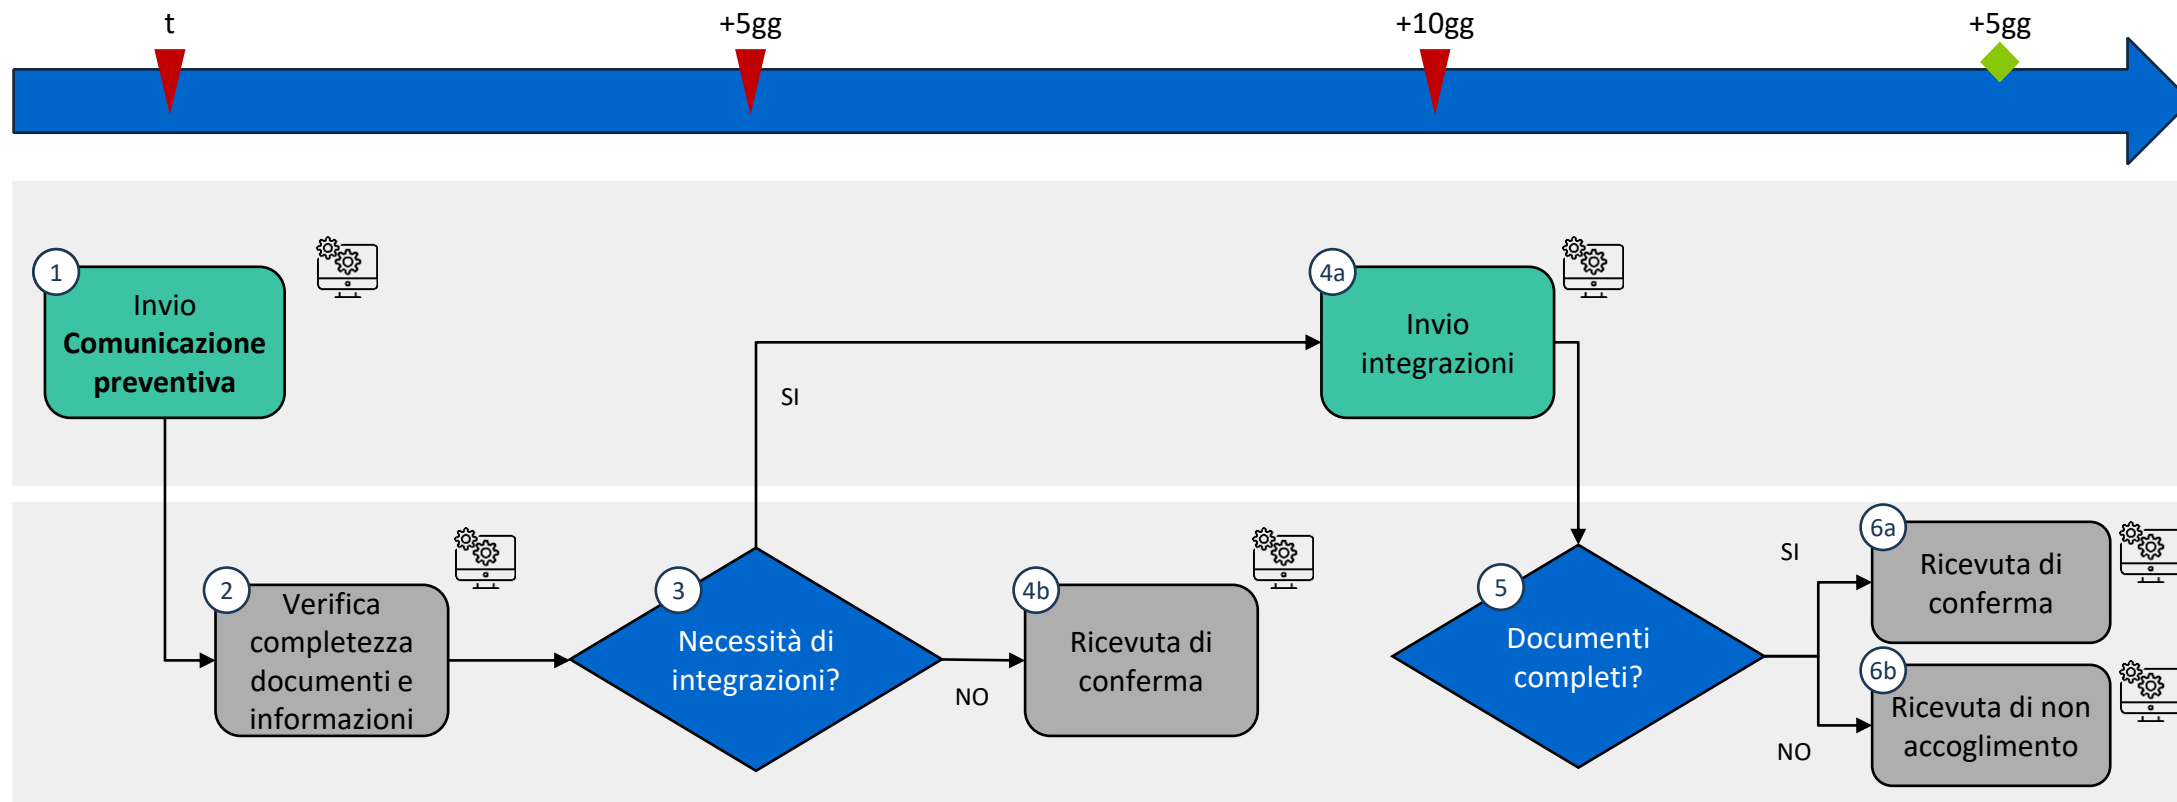 t
+5gg
+10gg
+5gg
1
Invio
Comunicazione
preventiva
4a
Invio
integrazioni
SI
2
Verifica
completezza
documenti e
informazioni
3
Necessità di
integrazioni?
NO
4b
Ricevuta di
conferma
5
Documenti
completi?
SI
NO
6a
Ricevuta di
conferma
6b
Ricevuta di non
accoglimento